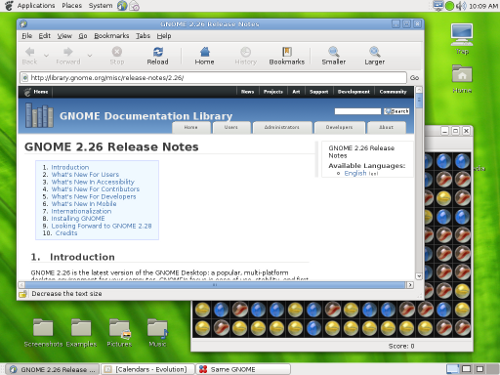 Applications Places System
10:09 AM
GNOME 2.26 Release Notes
File Edit View Go Bookmarks Tabs Help
Back Forward Stop Reload Home History Bookmarks Smaller Larger
http://library.gnome.org/misc/release-notes/2.26/ Go
Home News Projects Art Support Development Community
GNOME Documentation Library
Search
Home Users Administrators Developers About
GNOME 2.26 Release Notes
1. Introduction
2. What's New For Users
3. What's New In Accessibility
4. What's New For Contributors
5. What's New For Developers
6. What's New In Mobile
7. Internationalization
8. Installing GNOME
9. Looking Forward to GNOME 2.28
10. Credits
GNOME 2.26 Release
Notes
Available Languages:
English
1. Introduction
GNOME 2.26 is the latest version of the GNOME Desktop: a popular, multi-platform
Decrease the text size
Home
Score: 0
Screenshots Examples Pictures Music
GNOME 2.26 Release ...
[Calendars - Evolution]
Same GNOME